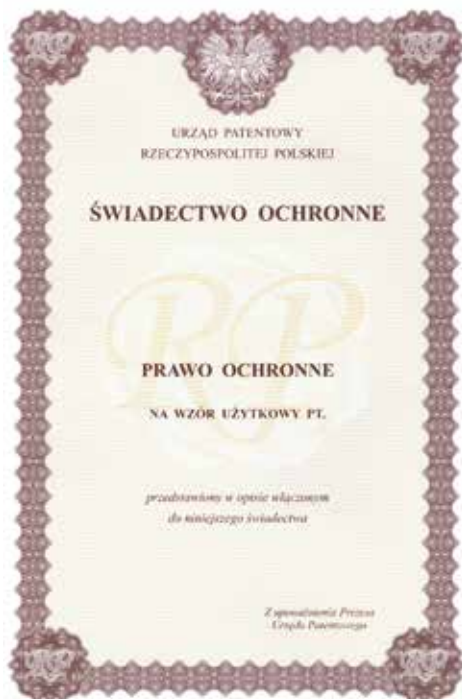 URZĄD PATENTOWY
RZECZYPOSPOLITEJ POLSKIEJ
ŚWIADECTWO OCHRONNE
RP
PRAWO OCHRONNE
NA WZÓR UŻYTKOWY PT.
przedstawiony w opisie włączonym
do niniejszego świadectwa
Z upoważnienia Prezesa
Urzędu Patentowego